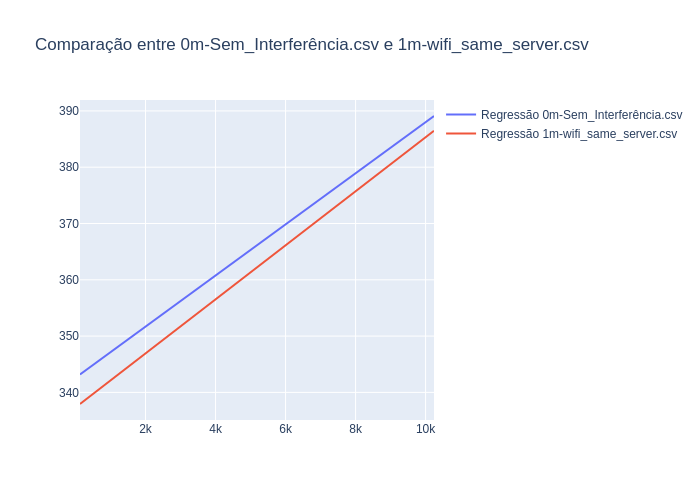 Comparação entre 0m-Sem_Interferência.csv e 1m-wifi_same_server.csv
Regressão 0m-Sem_Interferência.csv
Regressão 1m-wifi_same_server.csv
390
380
370
360
350
340
2k
4k
6k
8k
10k